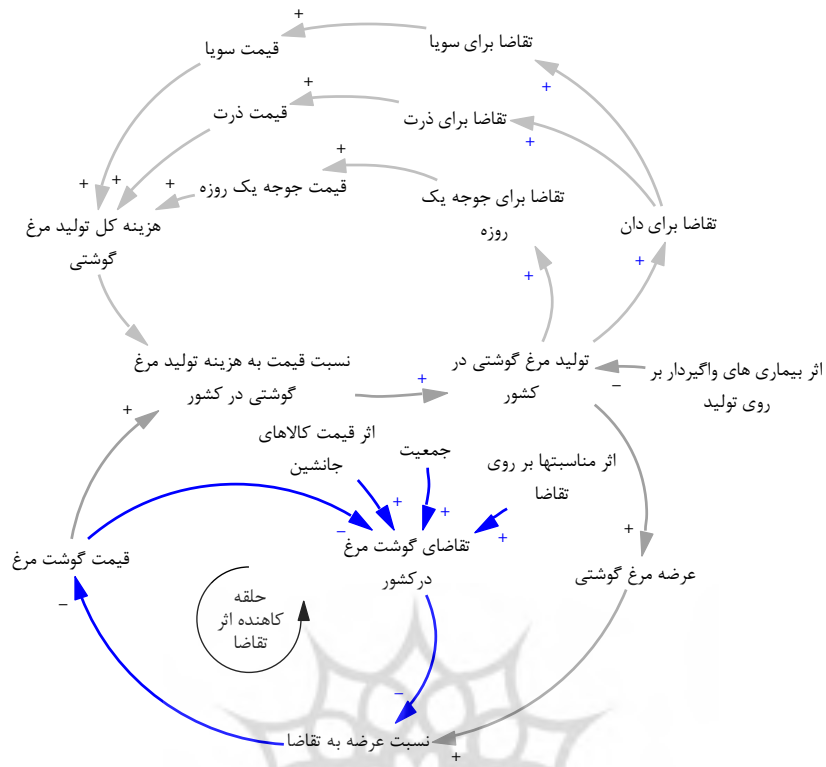 تقاضا برای سویا
+
قیمت سویا
+
تقاضا برای ذرت
+
قیمت ذرت
+
تقاضا برای جوجه یک
روزه
+
قیمت جوجه یک روزه
+
+
+
+
هزینه کل تولید مرغ
گوشتی
تقاضا برای دان
+
+
نسبت قیمت به هزینه تولید مرغ
گوشتی در کشور
+
تولید مرغ گوشتی در
کشور
–
اثر بیماری های واگیردار بر
روی تولید
+
اثر قیمت کالاهای
جانشین
+
جمعیت
+
اثر مناسبتها بر روی
تقاضا
+
–
تقاضای گوشت مرغ
درکشور
+
عرضه مرغ گوشتی
قیمت گوشت مرغ
–
حلقه
کاهنده اثر
تقاضا
–
نسبت عرضه به تقاضا
+